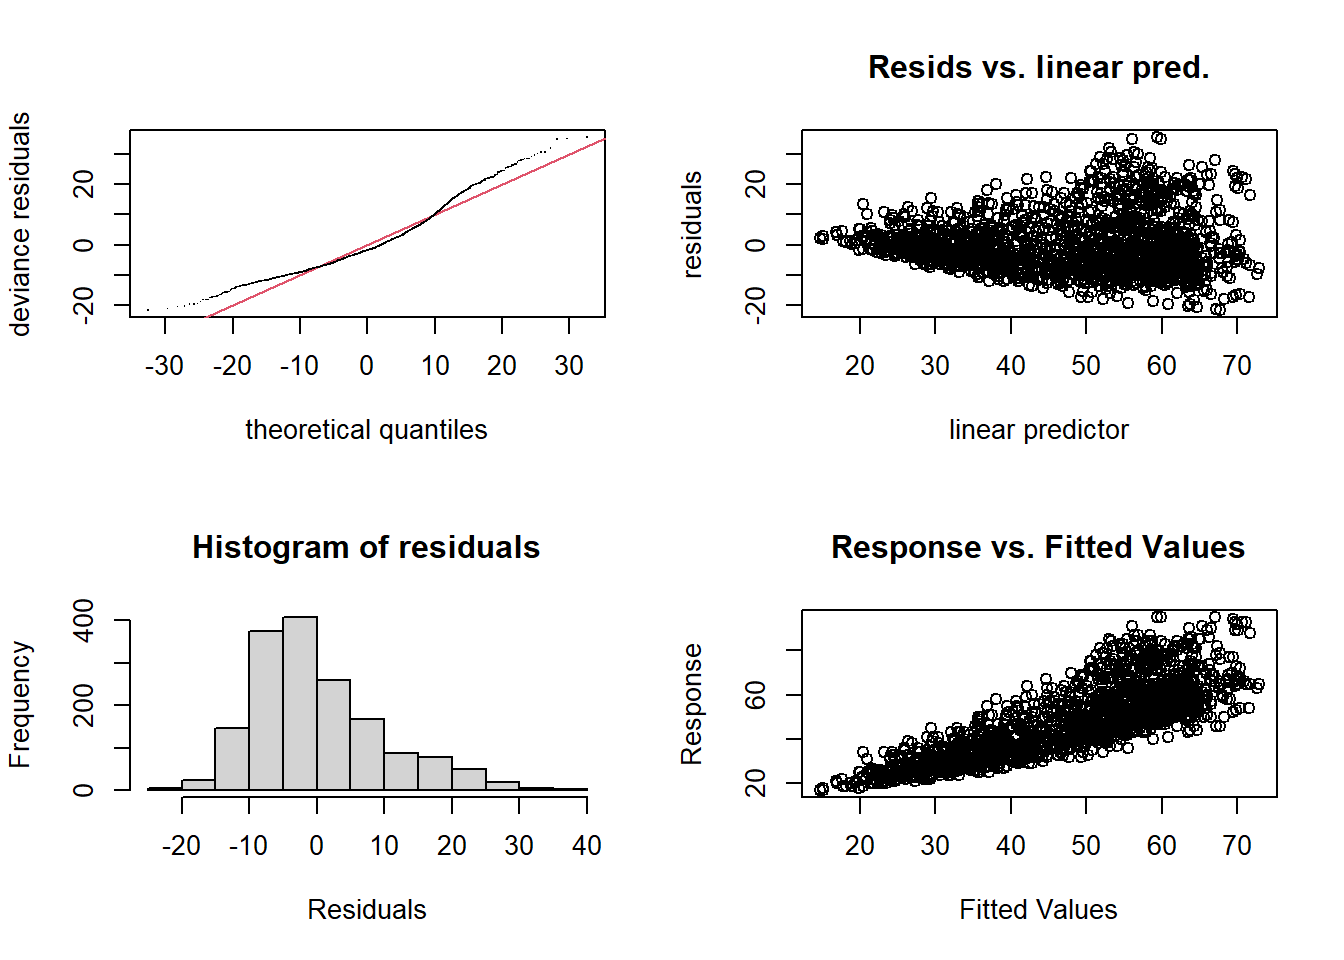 deviance residuals
20
0
-20
-30 -20 -10 0 10 20 30
theoretical quantiles
Resids vs. linear pred.
residuals
20
0
-20
20 30 40 50 60 70
linear predictor
Histogram of residuals
Frequency
400
200
0
-20 -10 0 10 20 30 40
Residuals
Response vs. Fitted Values
Response
60
20
20 30 40 50 60 70
Fitted Values